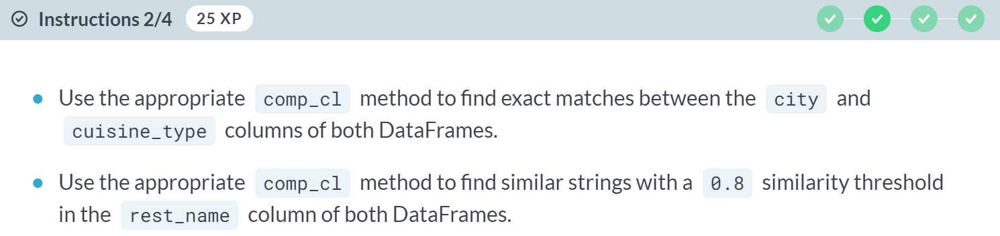 Instructions 2/4 25 XP
Use the appropriate comp_cl method to find exact matches between the city and
cuisine_type columns of both DataFrames.
Use the appropriate comp_cl method to find similar strings with a 0.8 similarity threshold
in the rest_name column of both DataFrames.